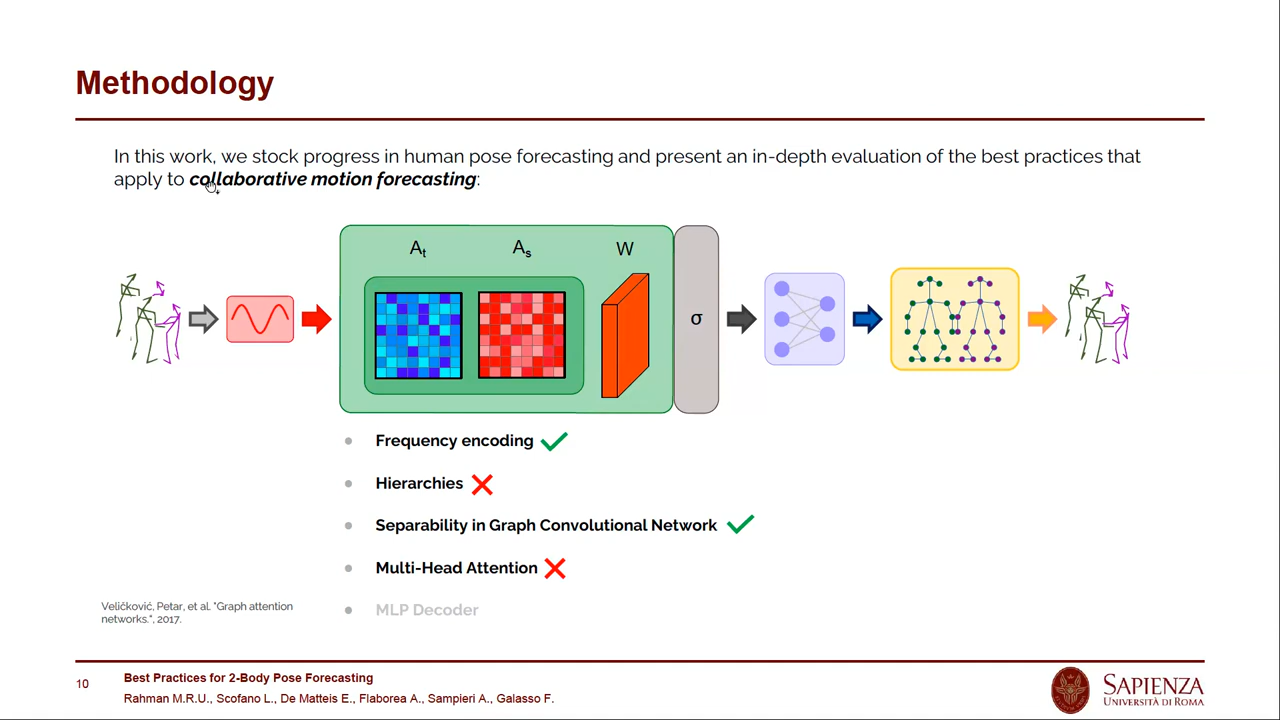 Methodology
In this work, we stock progress in human pose forecasting and present an in-depth evaluation of the best practices that
apply to collaborative motion forecasting:
At As W
σ
Frequency encoding
Hierarchies
Separability in Graph Convolutional Network
Multi-Head Attention
MLP Decoder
Veličković, Petar, et al. "Graph attention
networks.", 2017.
10
Best Practices for 2-Body Pose Forecasting
Rahman M.R.U., Scofano L., De Matteis E., Flaborea A., Sampieri A., Galasso F.
SAPIENZA
UNIVERSITÀ DI ROMA